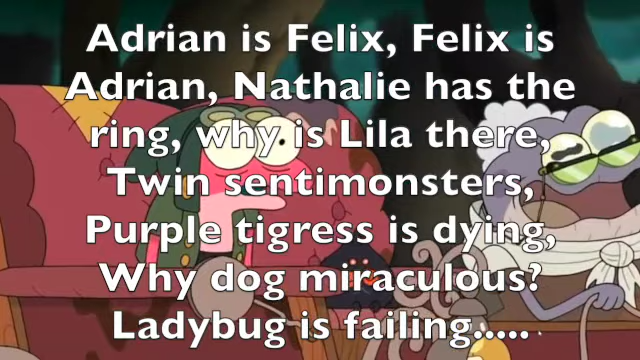 Adrian is Felix, Felix is
Adrian, Nathalie has the
ring, why is Lila there,
Twin sentimonsters,
Purple tigress is dying,
Why dog miraculous?
Ladybug is failing.....